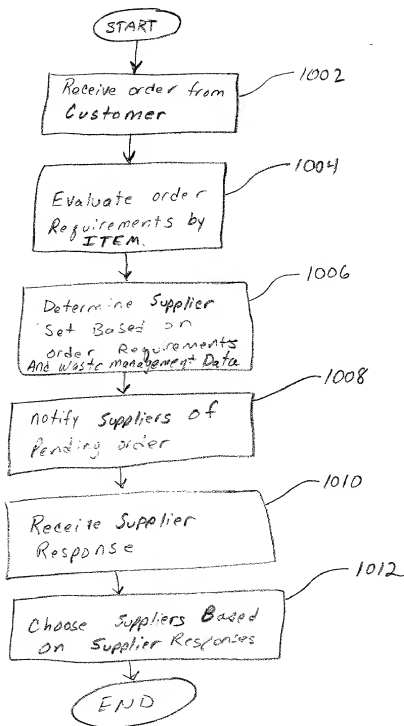 START
1002
Receive order from
Customer
1004
Evaluate order
Requirements by
ITEM.
1006
Determine Supplier
Set Based on
order Requirements
And waste management Data
1008
notify Suppliers of
Pending order
1010
Receive Supplier
Response
1012
Choose Suppliers Based
on Supplier Responses
END